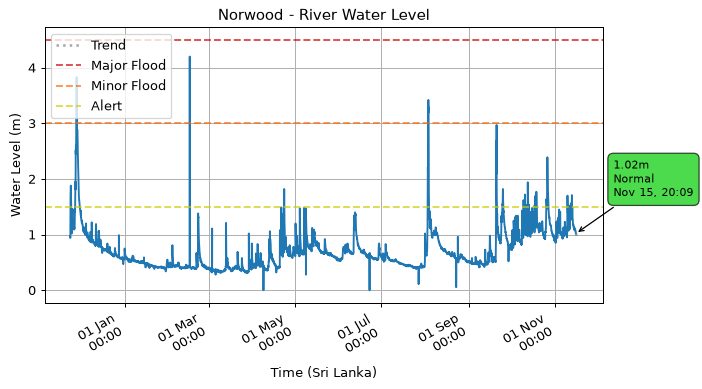 Norwood - River Water Level
Trend
Major Flood
Minor Flood
Alert
Water Level (m)
4
3
2
1
0
1.02m
Normal
Nov 15, 20:09
01 Jan
00:00
01 Mar
00:00
01 May
00:00
01 Jul
00:00
01 Sep
00:00
01 Nov
00:00
Time (Sri Lanka)